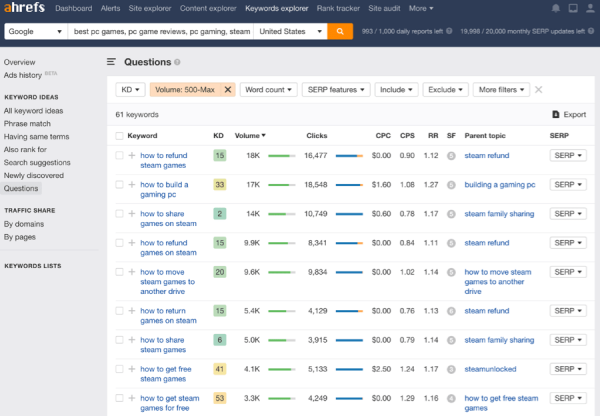 ahrefs Dashboard Alerts Site explorer Content explorer Keywords explorer Rank tracker Site audit More
Google best pc games, pc game reviews, pc gaming, steam United States 993 / 1,000 daily reports left 19,998 / 20,000 monthly SERP updates left
Overview
Ads history BETA
KEYWORD IDEAS
All keyword ideas
Phrase match
Having same terms
Also rank for
Search suggestions
Newly discovered
Questions
TRAFFIC SHARE
By domains
By pages
KEYWORDS LISTS
Questions
KD Volume: 500-Max Word count SERP features Include Exclude More filters
61 keywords Export
Keyword KD Volume Clicks CPC CPS RR SF Parent topic SERP
how to refund 15 18K 16,477 $0.00 0.90 1.12 steam refund SERP
steam games
how to build a 33 17K 18,548 $1.60 1.08 1.27 building a gaming pc SERP
gaming pc
how to share 2 14K 10,749 $0.60 0.78 1.17 steam family sharing SERP
games on steam
how to refund 15 9.9K 8,341 $0.00 0.84 1.11 steam refund SERP
games on steam
how to move 20 9.6K 9,834 $0.00 1.02 1.14 how to move steam SERP
steam games to games to another
another drive drive
how to return 15 5.4K 4,129 $0.00 0.76 1.13 steam refund SERP
games on steam
how to share 6 5.0K 3,915 $0.00 0.79 1.14 steam family sharing SERP
steam games
how to get free 41 4.1K 5,133 $2.50 1.24 1.17 steamunlocked SERP
steam games
how to get steam 53 3.3K 4,249 $0.00 1.29 1.16 how to get free steam SERP
games for free games